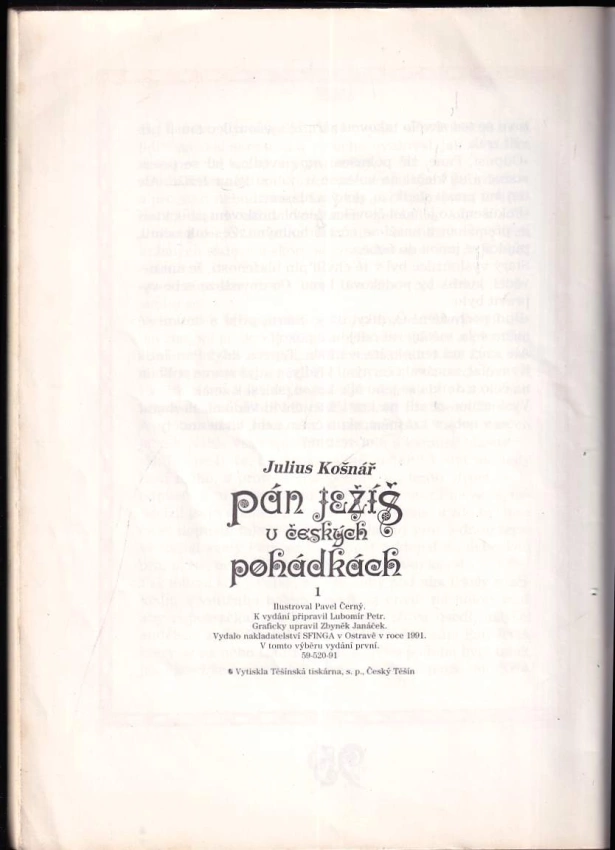 Julius Košnář
pán ježíš
v českých
pohádkách
1
Ilustroval Pavel Černý.
K vydání připravil Lubomír Petr.
Graficky upravil Zbyněk Janáček.
Vydalo nakladatelství SFINGA v Ostravě v roce 1991.
V tomto výběru vydání první.
59-520-91
Vytiskla Těšínská tiskárna, s. p., Český Těšín